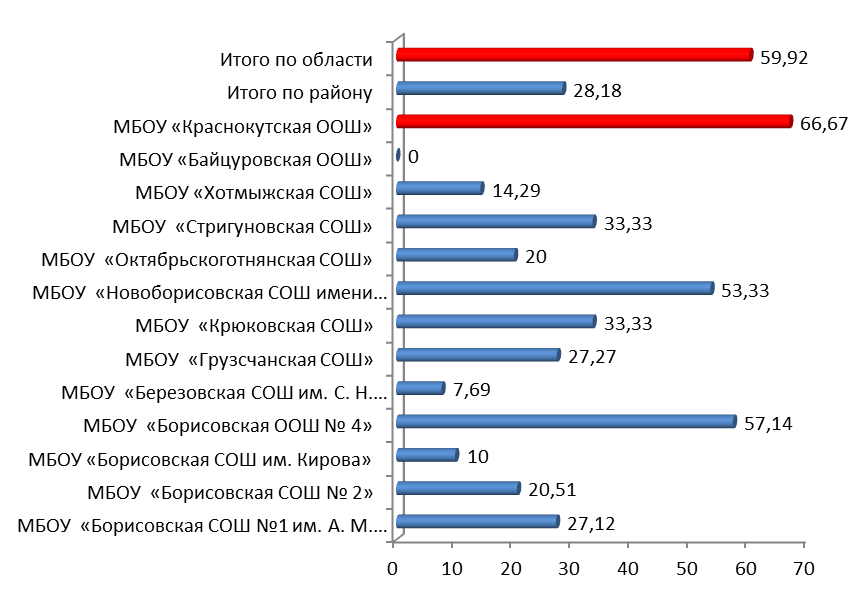 Итого по области 59,92
Итого по району 28,18
МБОУ «Краснокутская ООШ» 66,67
МБОУ «Байцуровская ООШ» 0
МБОУ «Хотмыжская СОШ» 14,29
МБОУ «Стригуновская СОШ» 33,33
МБОУ «Октябрьскоготнянская СОШ» 20
МБОУ «Новоборисовская СОШ имени... 53,33
МБОУ «Крюковская СОШ» 33,33
МБОУ «Грузсчанская СОШ» 27,27
МБОУ «Березовская СОШ им. С. Н.... 7,69
МБОУ «Борисовская ООШ № 4» 57,14
МБОУ «Борисовская СОШ им. Кирова» 10
МБОУ «Борисовская СОШ № 2» 20,51
МБОУ «Борисовская СОШ №1 им. А. М.... 27,12
0 10 20 30 40 50 60 70